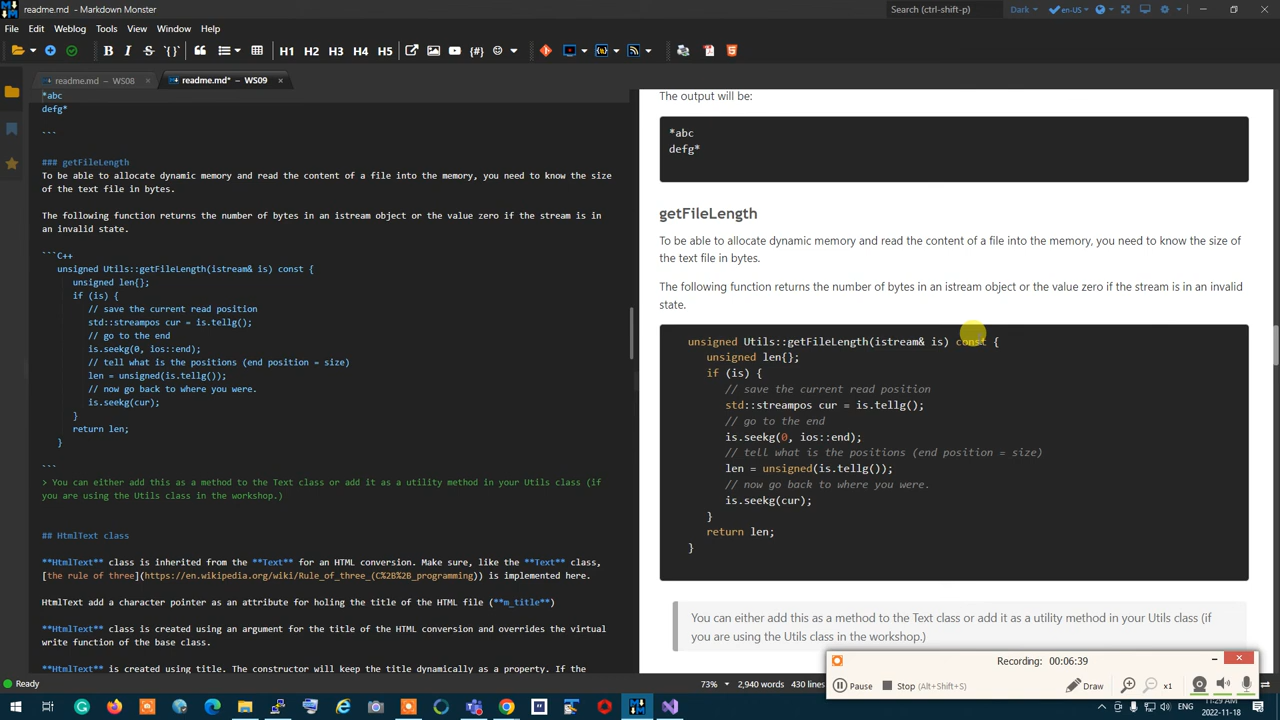 readme.md* - Markdown Monster
Search (ctrl-shift-p)
Dark
en-US
File Edit Weblog Tools Window Help
B I S `{}` H1 H2 H3 H4 H5 {#}
readme.md — WS08
readme.md* — WS09
*abc
defg*
```
### getFileLength
To be able to allocate dynamic memory and read the content of a file into the memory, you need to know the size
of the text file in bytes.
The following function returns the number of bytes in an istream object or the value zero if the stream is in
an invalid state.
```C++
unsigned Utils::getFileLength(istream& is) const {
unsigned len{};
if (is) {
// save the current read position
std::streampos cur = is.tellg();
// go to the end
is.seekg(0, ios::end);
// tell what is the positions (end position = size)
len = unsigned(is.tellg());
// now go back to where you were.
is.seekg(cur);
}
return len;
}
```
> You can either add this as a method to the Text class or add it as a utility method in your Utils class (if
you are using the Utils class in the workshop.)
## HtmlText class
**HtmlText** class is inherited from the **Text** for an HTML conversion. Make sure, like the **Text** class,
[the rule of three](https://en.wikipedia.org/wiki/Rule_of_three_(C%2B%2B_programming)) is implemented here.
HtmlText add a character pointer as an attribute for holing the title of the HTML file (**m_title**)
**HtmlText** class is created using an argument for the title of the HTML conversion and overrides the virtual
write function of the base class.
**HtmlText** is created using title. The constructor will keep the title dynamically as a property. If the
The output will be:
*abc
defg*
getFileLength
To be able to allocate dynamic memory and read the content of a file into the memory, you need to know the size of
the text file in bytes.
The following function returns the number of bytes in an istream object or the value zero if the stream is in an invalid
state.
unsigned Utils::getFileLength(istream& is) const {
unsigned len{};
if (is) {
// save the current read position
std::streampos cur = is.tellg();
// go to the end
is.seekg(0, ios::end);
// tell what is the positions (end position = size)
len = unsigned(is.tellg());
// now go back to where you were.
is.seekg(cur);
}
return len;
}
You can either add this as a method to the Text class or add it as a utility method in your Utils class (if
you are using the Utils class in the workshop.)
Recording: 00:06:39
Pause Stop (Alt+Shift+S) x1 Draw
Ready
73% 2,940 words 430 lines
ENG
11:29 AM
2022-11-18